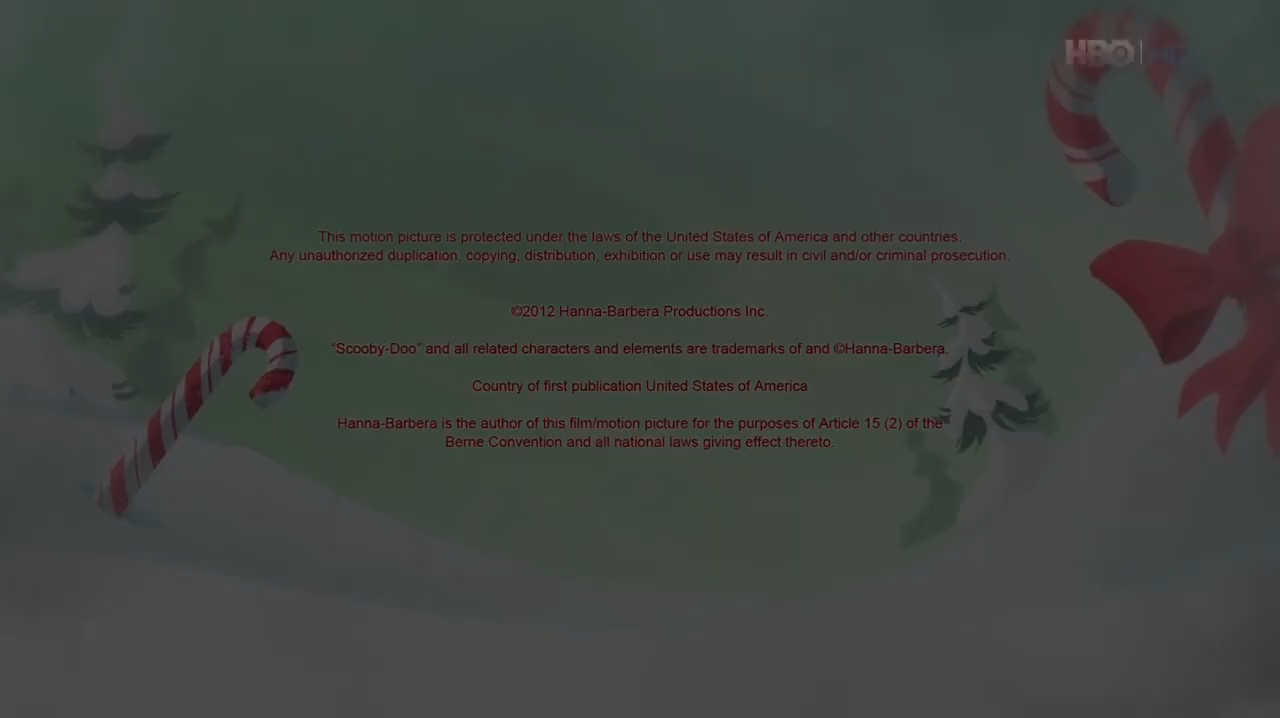 HBO
This motion picture is protected under the laws of the United States of America and other countries.
Any unauthorized duplication, copying, distribution, exhibition or use may result in civil and/or criminal prosecution.
©2012 Hanna-Barbera Productions Inc.
“Scooby-Doo” and all related characters and elements are trademarks of and ©Hanna-Barbera.
Country of first publication United States of America
Hanna-Barbera is the author of this film/motion picture for the purposes of Article 15 (2) of the
Berne Convention and all national laws giving effect thereto.